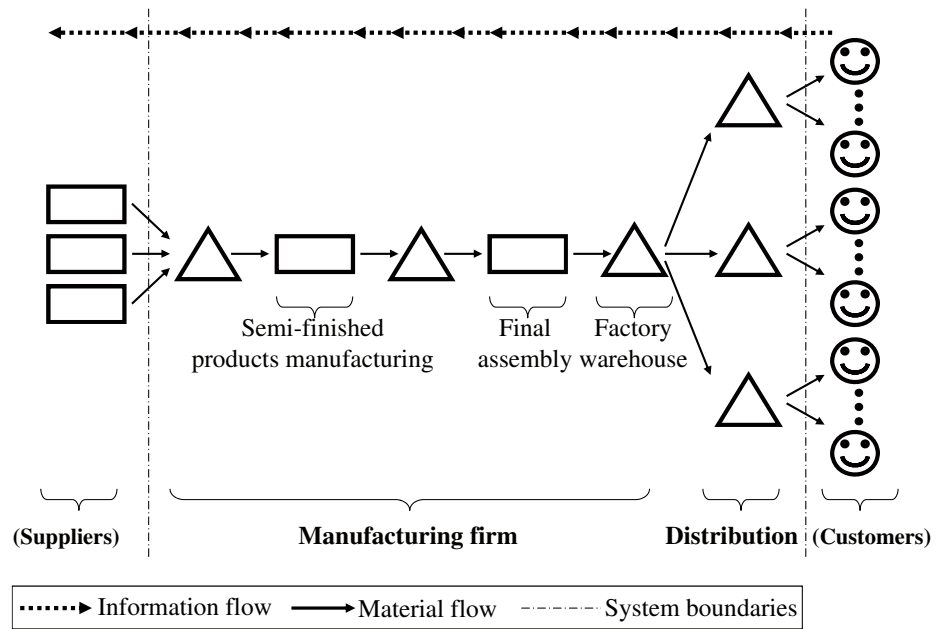 Semi-finished
products manufacturing
Final
assembly
Factory
warehouse
(Suppliers)
Manufacturing firm
Distribution
(Customers)
Information flow
Material flow
System boundaries